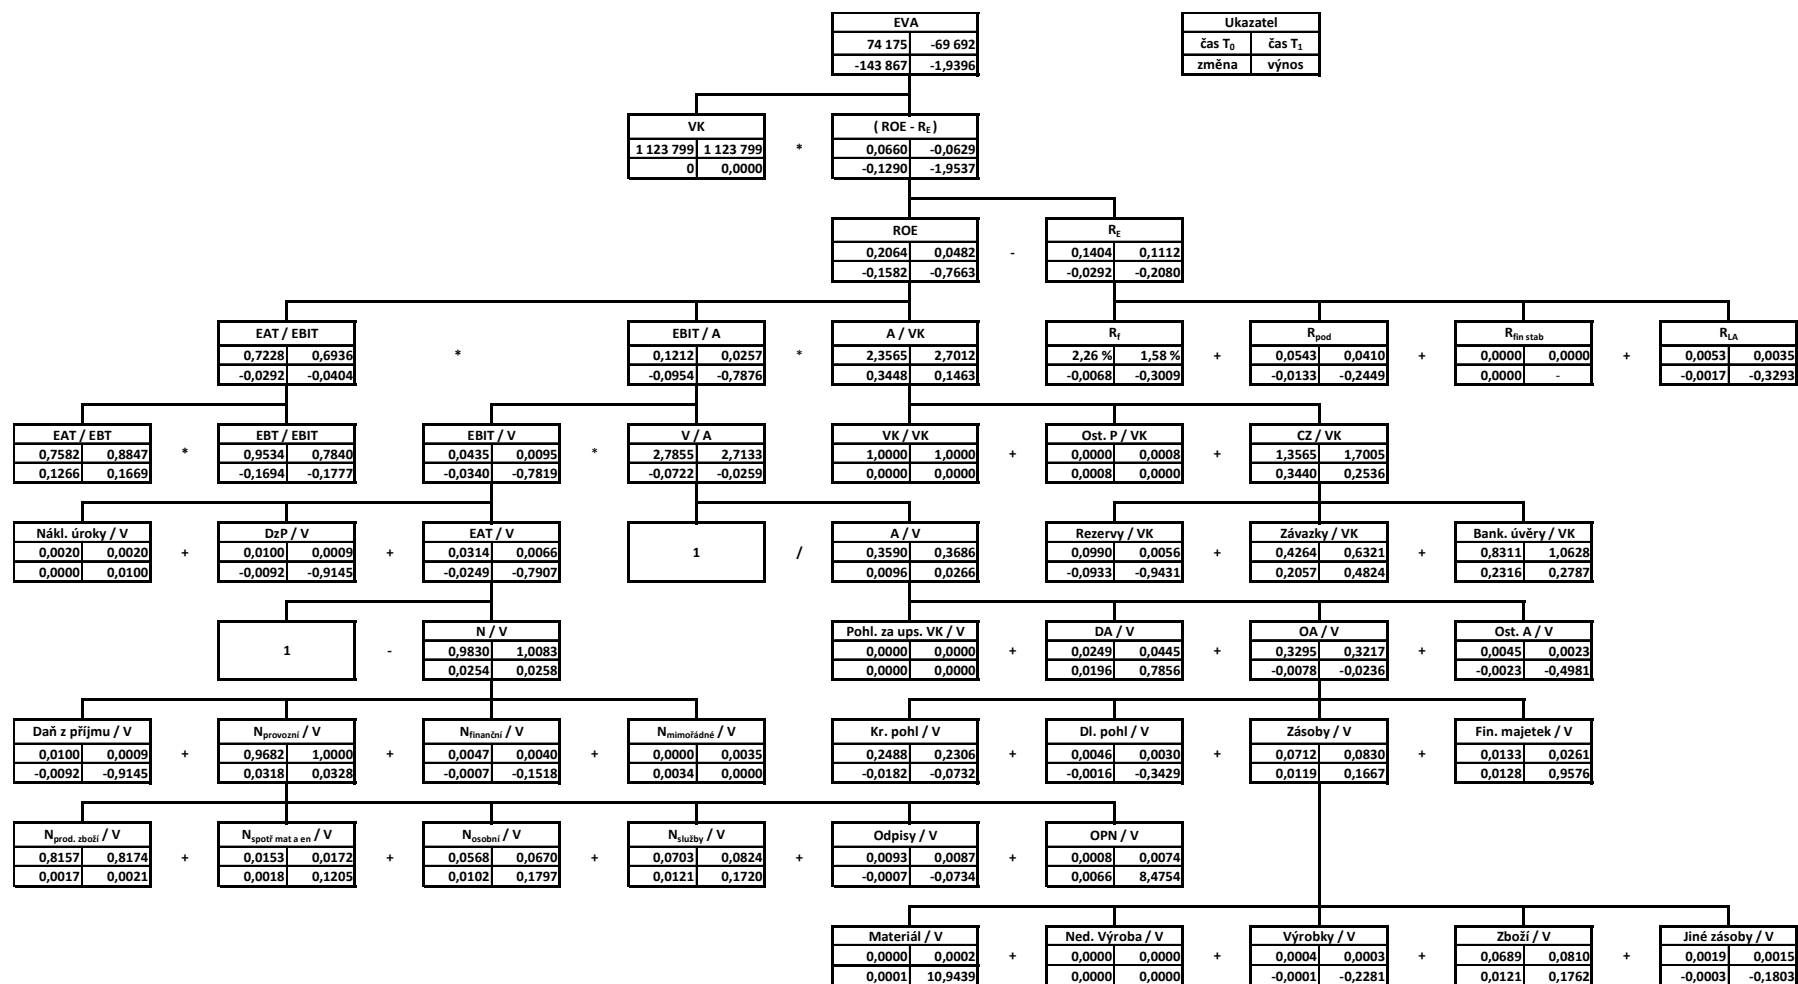 EVA
74 175 -69 692
-143 867 -1,9396
Ukazatel
čas T₀ čas T₁
změna výnos
VK ( ROE - R_E )
1 123 799 1 123 799 * 0,0660 -0,0629
0 0,0000 -0,1290 -1,9537
ROE R_E
0,2064 0,0482 - 0,1404 0,1112
-0,1582 -0,7663 -0,0292 -0,2080
EAT / EBIT EBIT / A A / VK R_f R_pod R_fin stab R_LA
0,7228 0,6936 * 0,1212 0,0257 * 2,3565 2,7012 2,26 % 1,58 % + 0,0543 0,0410 + 0,0000 0,0000 + 0,0053 0,0035
-0,0292 -0,0404 -0,0954 -0,7876 0,3448 0,1463 -0,0068 -0,3009 -0,0133 -0,2449 0,0000 - -0,0017 -0,3293
EAT / EBT EBT / EBIT EBIT / V V / A VK / VK Ost. P / VK CZ / VK
0,7582 0,8847 * 0,9534 0,7840 0,0435 0,0095 * 2,7855 2,7133 1,0000 1,0000 + 0,0000 0,0008 + 1,3565 1,7005
0,1266 0,1669 -0,1694 -0,1777 -0,0340 -0,7819 -0,0722 -0,0259 0,0000 0,0000 0,0008 0,0000 0,3440 0,2536
Nákl. úroky / V DzP / V EAT / V A / V Rezervy / VK Závazky / VK Bank. úvěry / VK
0,0020 0,0020 + 0,0100 0,0009 + 0,0314 0,0066 1 / 0,3590 0,3686 0,0990 0,0056 + 0,4264 0,6321 + 0,8311 1,0628
0,0000 0,0100 -0,0092 -0,9145 -0,0249 -0,7907 0,0096 0,0266 -0,0933 -0,9431 0,2057 0,4824 0,2316 0,2787
N / V Pohl. za ups. VK / V DA / V OA / V Ost. A / V
1 - 0,9830 1,0083 0,0000 0,0000 + 0,0249 0,0445 + 0,3295 0,3217 + 0,0045 0,0023
0,0254 0,0258 0,0000 0,0000 0,0196 0,7856 -0,0078 -0,0236 -0,0023 -0,4981
Daň z příjmu / V N_provozní / V N_finanční / V N_mimořádné / V Kr. pohl / V Dl. pohl / V Zásoby / V Fin. majetek / V
0,0100 0,0009 + 0,9682 1,0000 + 0,0047 0,0040 + 0,0000 0,0035 0,2488 0,2306 + 0,0046 0,0030 + 0,0712 0,0830 + 0,0133 0,0261
-0,0092 -0,9145 0,0318 0,0328 -0,0007 -0,1518 0,0034 0,0000 -0,0182 -0,0732 -0,0016 -0,3429 0,0119 0,1667 0,0128 0,9576
N_prod. zboží / V N_spotř mat a en / V N_osobní / V N_služby / V Odpisy / V OPN / V
0,8157 0,8174 + 0,0153 0,0172 + 0,0568 0,0670 + 0,0703 0,0824 + 0,0093 0,0087 + 0,0008 0,0074
0,0017 0,0021 0,0018 0,1205 0,0102 0,1797 0,0121 0,1720 -0,0007 -0,0734 0,0066 8,4754
Materiál / V Ned. Výroba / V Výrobky / V Zboží / V Jiné zásoby / V
0,0000 0,0002 + 0,0000 0,0000 + 0,0004 0,0003 + 0,0689 0,0810 + 0,0019 0,0015
0,0001 10,9439 0,0000 0,0000 -0,0001 -0,2281 0,0121 0,1762 -0,0003 -0,1803